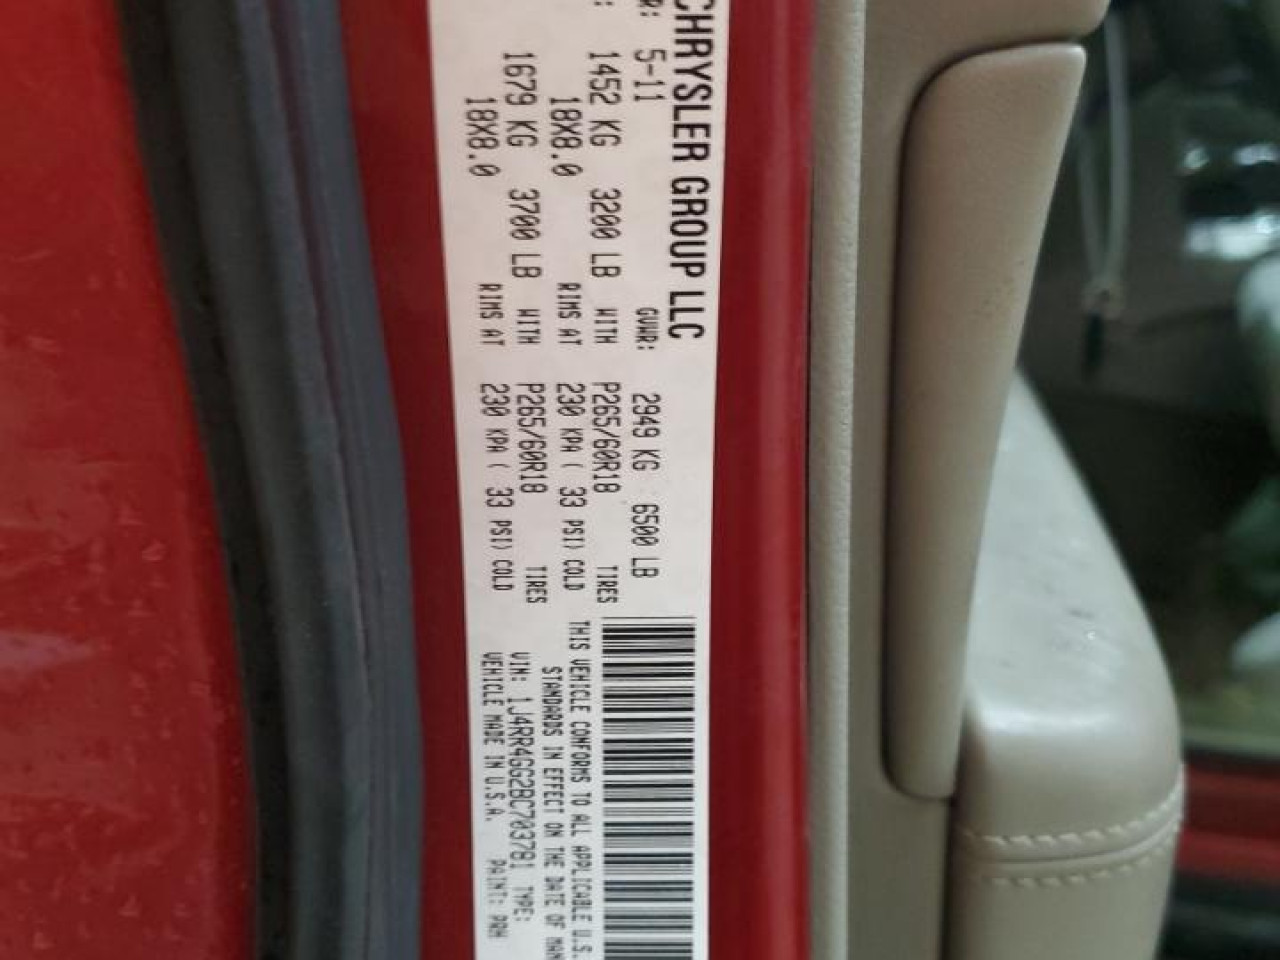 CHRYSLER GROUP LLC
R: 5-11 GVWR: 2949 KG 6500 LB
: 1452 KG 3200 LB WITH P265/60R18 TIRES
18X8.0 RIMS AT 230 KPA ( 33 PSI) COLD
1679 KG 3700 LB WITH P265/60R18 TIRES
18X8.0 RIMS AT 230 KPA ( 33 PSI) COLD
THIS VEHICLE CONFORMS TO ALL APPLICABLE U.S.
STANDARDS IN EFFECT ON THE DATE OF MAN
VIN: 1J4RR4GG2BC703781 TYPE:
VEHICLE MADE IN U.S.A. PAINT: PRH